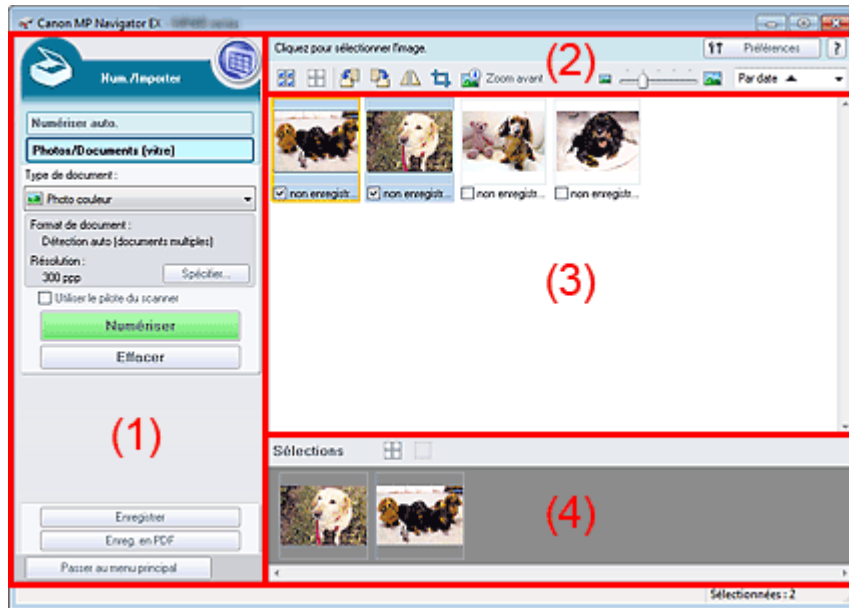 Canon MP Navigator EX - MP480 series
Num./Importer
Numériser auto.
Photos/Documents (vitre)
Type de document :
Photo couleur
Format de document :
Détection auto (documents multiples)
Résolution :
300 ppp
Spécifier...
Utiliser le pilote du scanner
Numériser
Effacer
(1)
Enregistrer
Enreg. en PDF
Passer au menu principal
Cliquez pour sélectionner l'image.
Préférences
?
(2)
Zoom avant
Par date
non enregistr...
non enregistr...
non enregistr...
non enregistr...
(3)
Sélections
(4)
Sélectionnées : 2